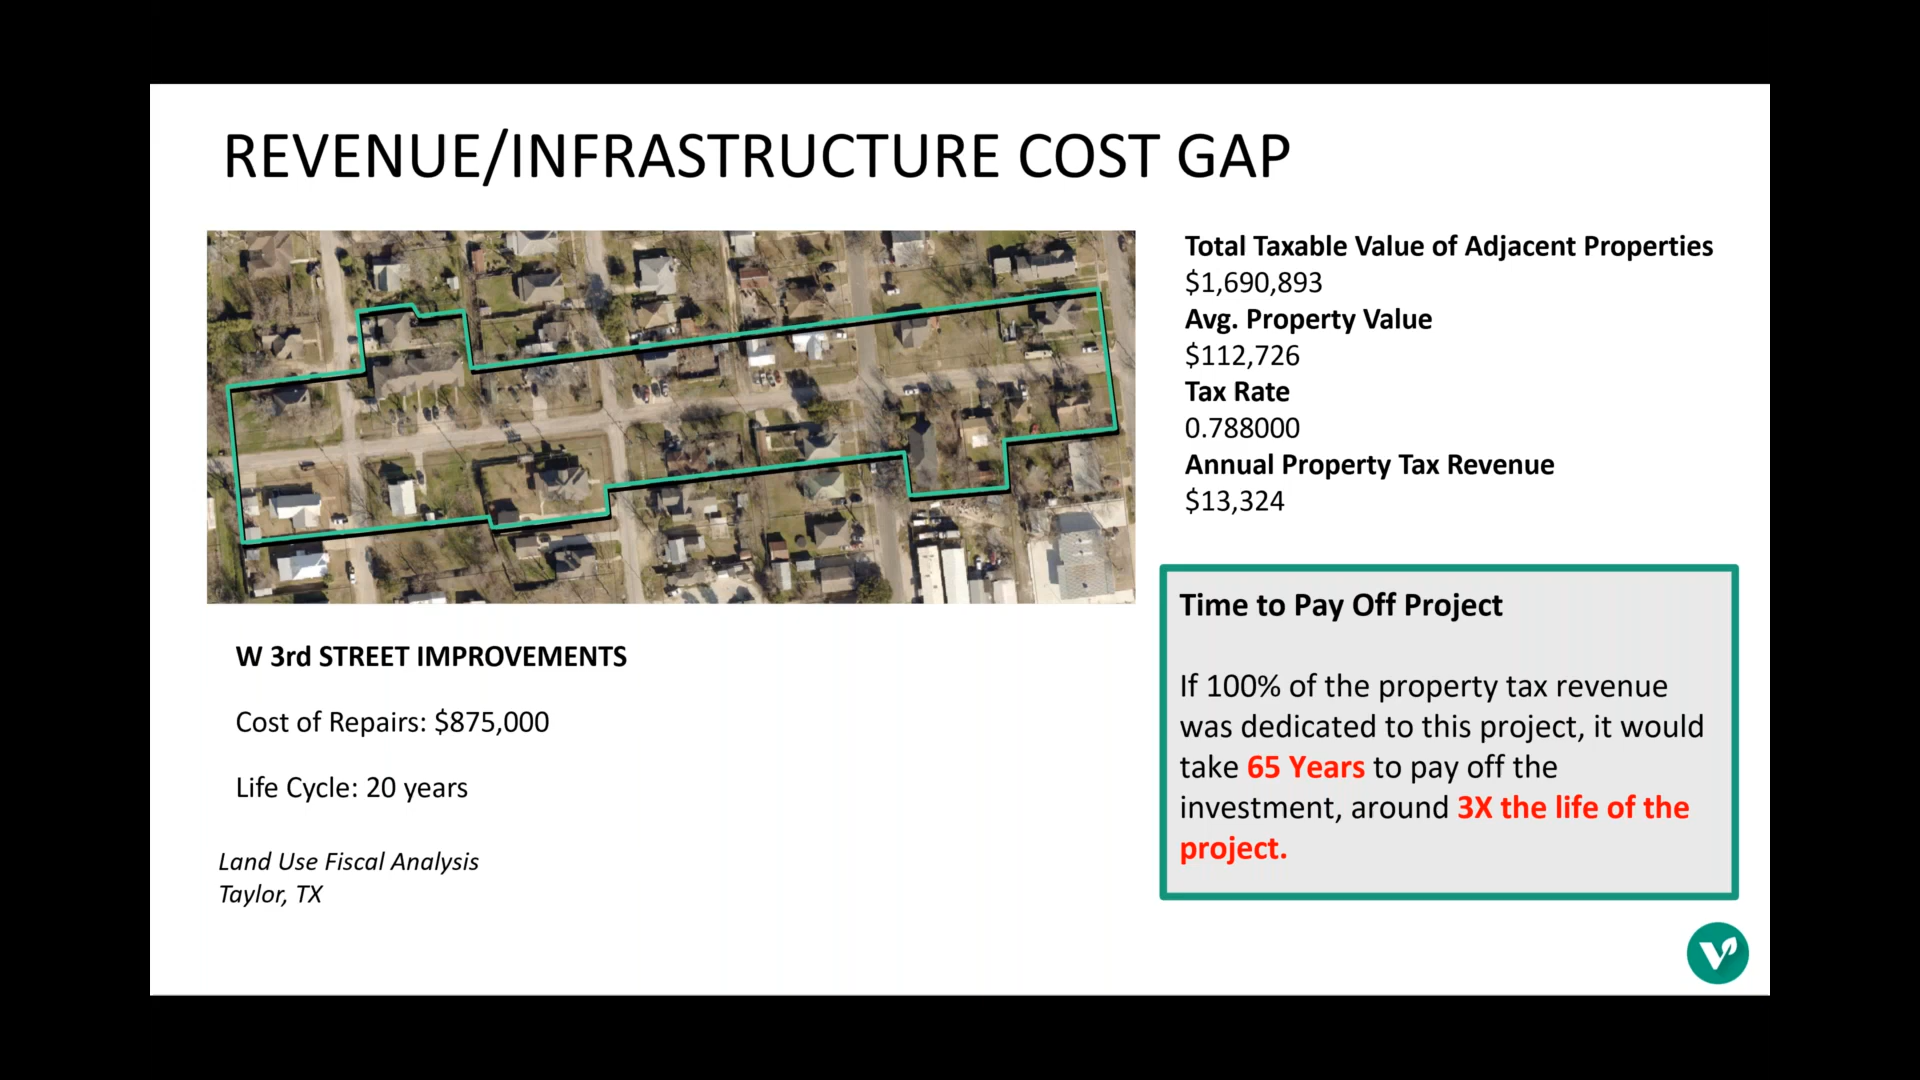 REVENUE/INFRASTRUCTURE COST GAP
Total Taxable Value of Adjacent Properties
$1,690,893
Avg. Property Value
$112,726
Tax Rate
0.788000
Annual Property Tax Revenue
$13,324
W 3rd STREET IMPROVEMENTS
Cost of Repairs: $875,000
Life Cycle: 20 years
Land Use Fiscal Analysis
Taylor, TX
Time to Pay Off Project
If 100% of the property tax revenue
was dedicated to this project, it would
take 65 Years to pay off the
investment, around 3X the life of the
project.